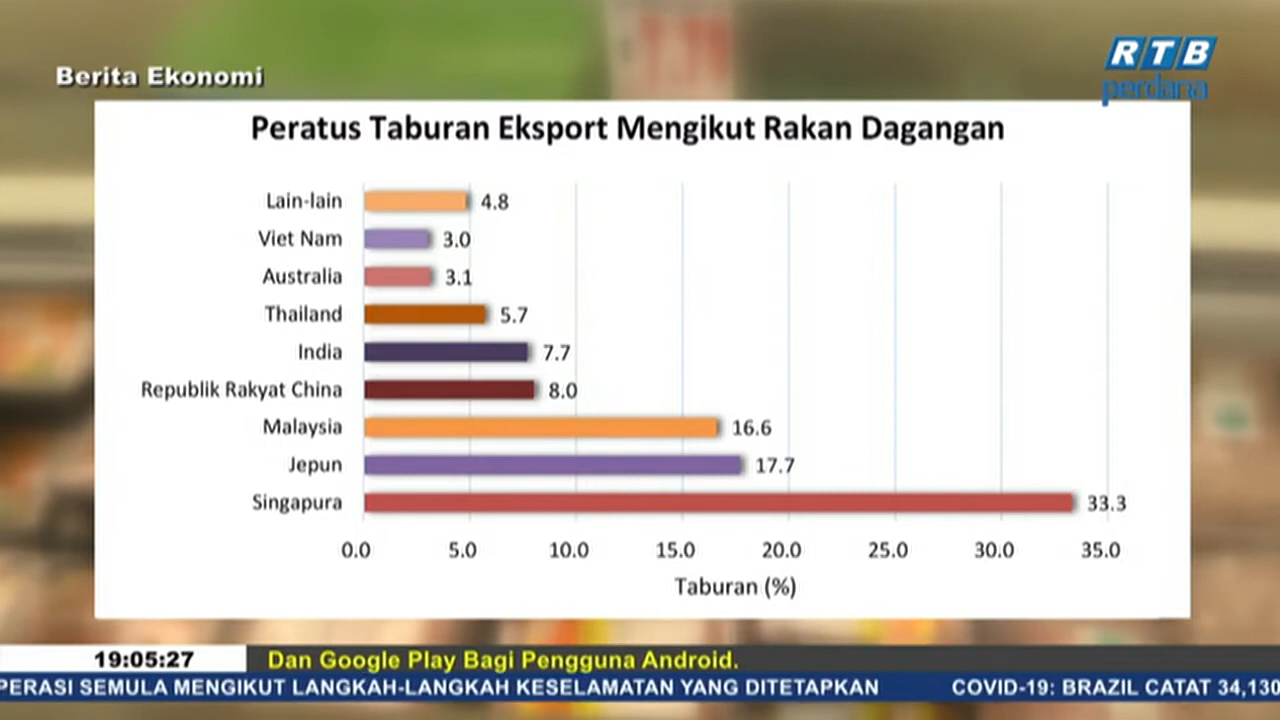 RTB
perdana
Berita Ekonomi
Peratus Taburan Eksport Mengikut Rakan Dagangan
Lain-lain 4.8
Viet Nam 3.0
Australia 3.1
Thailand 5.7
India 7.7
Republik Rakyat China 8.0
Malaysia 16.6
Jepun 17.7
Singapura 33.3
0.0 5.0 10.0 15.0 20.0 25.0 30.0 35.0
Taburan (%)
19:05:27 Dan Google Play Bagi Pengguna Android.
PERASI SEMULA MENGIKUT LANGKAH-LANGKAH KESELAMATAN YANG DITETAPKAN COVID-19: BRAZIL CATAT 34,130